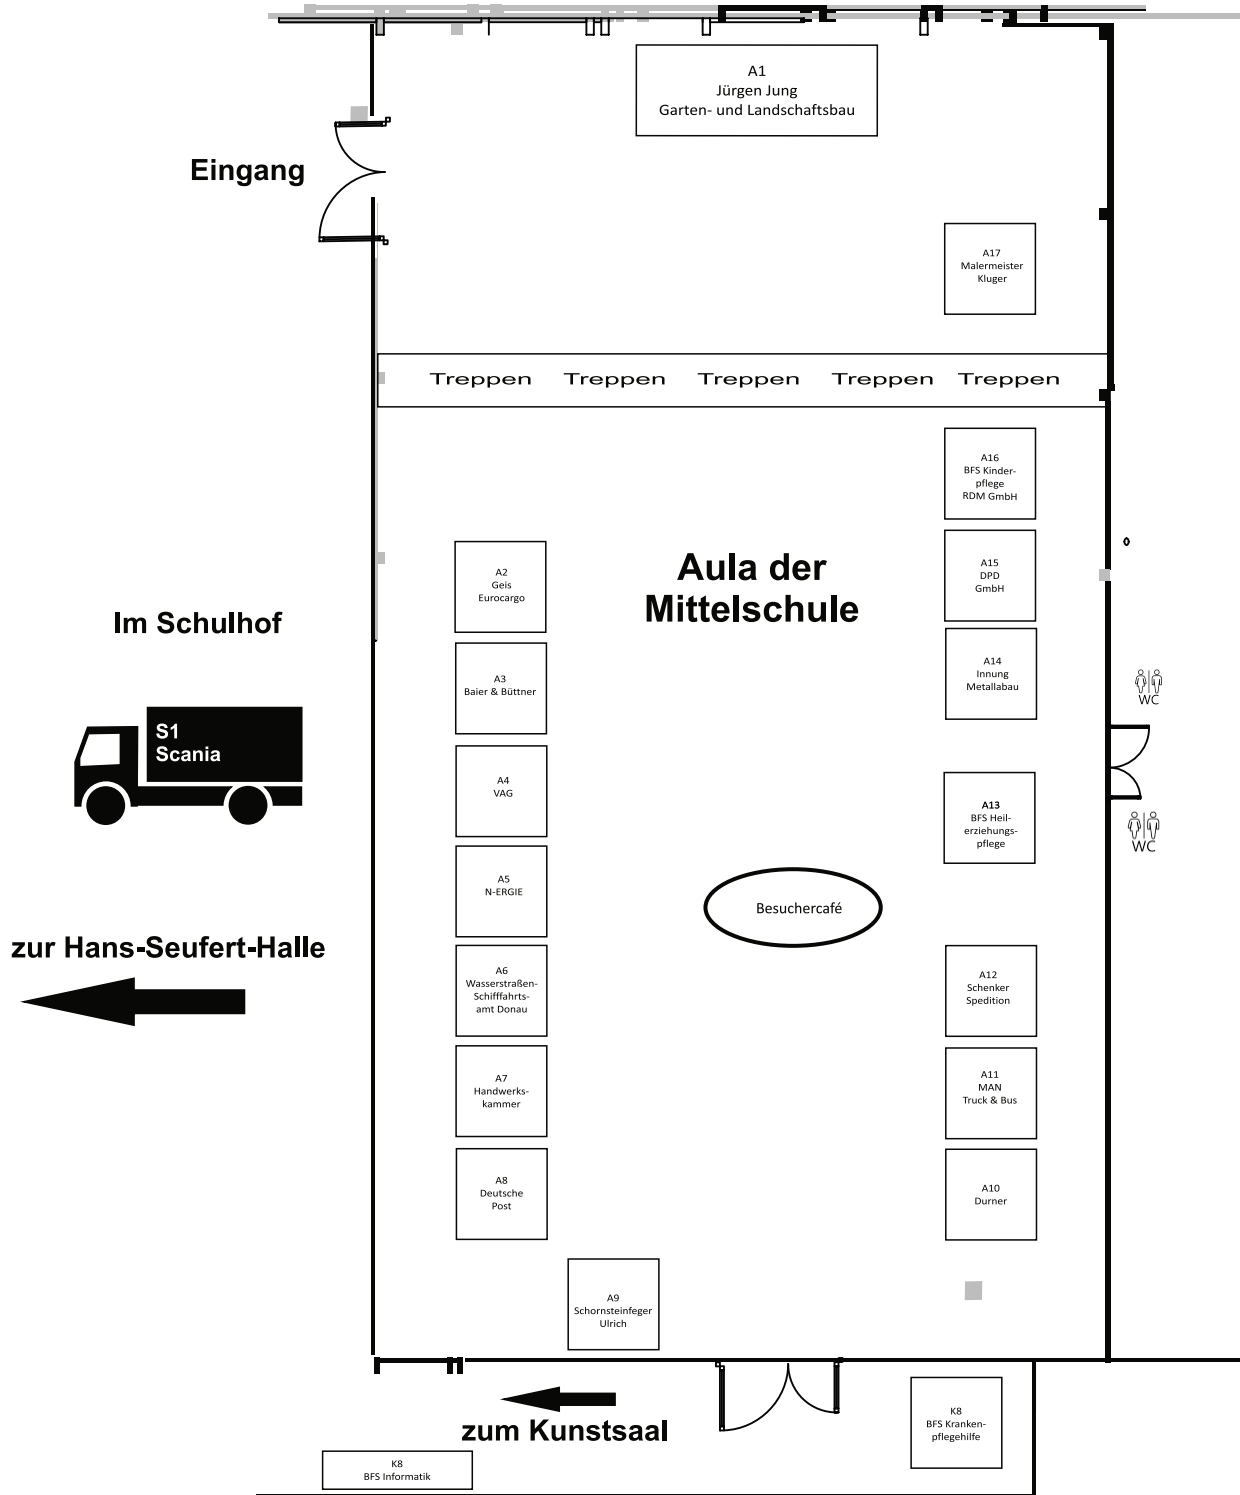 A1
Jürgen Jung
Garten- und Landschaftsbau
Eingang
A17
Malermeister
Kluger
Treppen Treppen Treppen Treppen Treppen
A16
BFS Kinder-
pflege
RDM GmbH
Aula der
Mittelschule
A2
Geis
Eurocargo
A15
DPD
GmbH
Im Schulhof
A3
Baier & Büttner
A14
Innung
Metallabau
WC
S1
Scania
A4
VAG
A13
BFS Heil-
erziehungs-
pflege
WC
A5
N-ERGIE
Besuchercafé
zur Hans-Seufert-Halle
A6
Wasserstraßen-
Schifffahrts-
amt Donau
A12
Schenker
Spedition
A7
Handwerks-
kammer
A11
MAN
Truck & Bus
A8
Deutsche
Post
A10
Durner
A9
Schornsteinfeger
Ulrich
zum Kunstsaal
K8
BFS Kranken-
pflegehilfe
K8
BFS Informatik